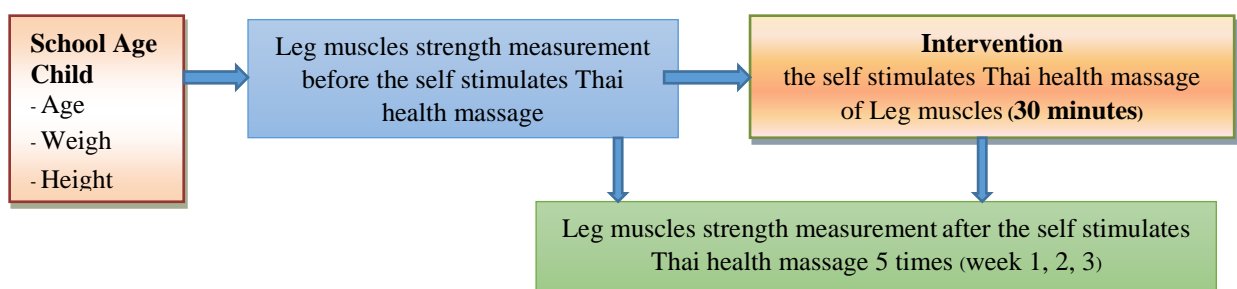 School Age
Child
- Age
- Weigh
- Height
Leg muscles strength measurement
before the self stimulates Thai
health massage
Intervention
the self stimulates Thai health massage
of Leg muscles (30 minutes)
Leg muscles strength measurement after the self stimulates
Thai health massage 5 times (week 1, 2, 3)